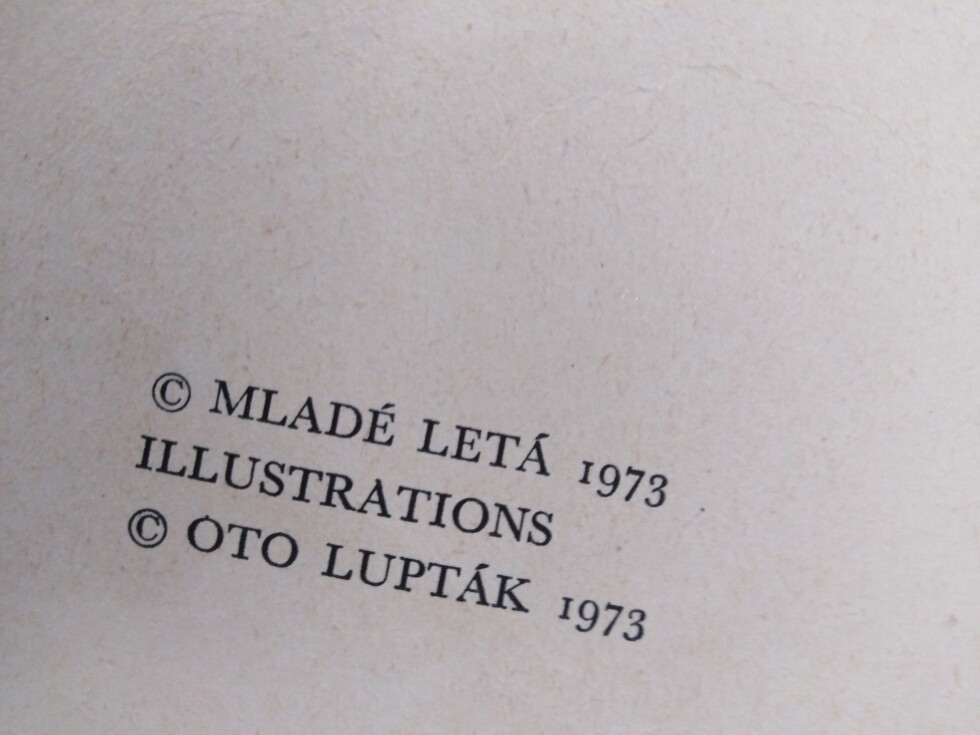 © MLADÉ LETÁ 1973
ILLUSTRATIONS
© OTO LUPTÁK 1973